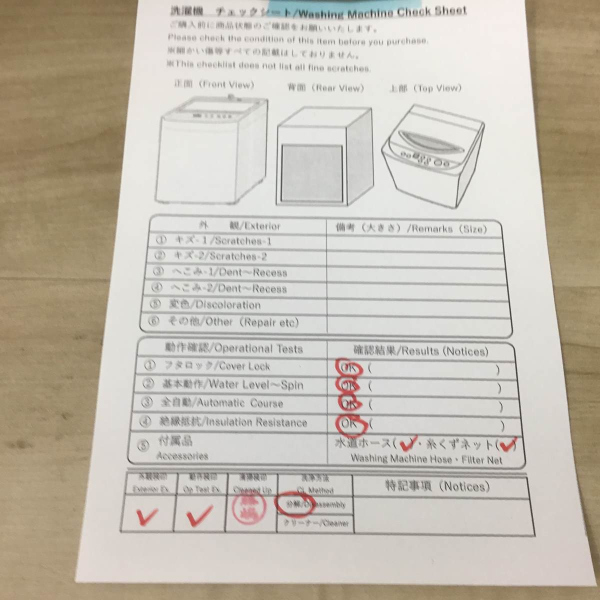 洗濯機　チェックシート/Washing Machine Check Sheet
ご購入前に商品状態のご確認をお願いいたします。
Please check the condition of this item before you purchase.
※細かい傷等すべての記載はしておりません。
※This checklist does not list all fine scratches.
正面（Front View） 背面（Rear View） 上部（Top View）
外　観/Exterior 備考（大きさ）/Remarks（Size）
① キズ-1/Scratches-1
② キズ-2/Scratches-2
③ へこみ-1/Dent～Recess
④ へこみ-2/Dent～Recess
⑤ 変色/Discoloration
⑥ その他/Other（Repair etc）
動作確認/Operational Tests 確認結果/Results (Notices)
① フタロック/Cover Lock OK (　)
② 基本動作/Water Level～Spin OK (　)
③ 全自動/Automatic Course OK (　)
④ 絶縁抵抗/Insulation Resistance OK (　)
⑤ 付属品 水道ホース(✓)・糸くずネット(✓)
Accessories Washing Machine Hose・Filter Net
外観検印 動作検印 清掃検印 洗浄方法 特記事項（Notices）
Exterior Ex. Op Test Ex. Cleaned Up CL Method
✓ ✓ 分解/Disassembly
クリーナー/Cleaner